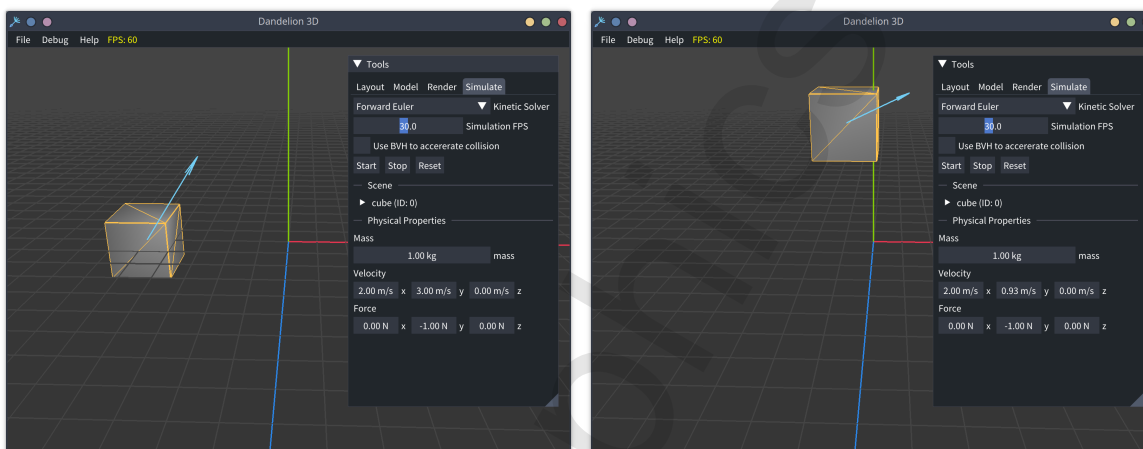 Dandelion 3D
File Debug Help FPS: 60
Tools
Layout Model Render Simulate
Forward Euler Kinetic Solver
30.0 Simulation FPS
Use BVH to accererate collision
Start Stop Reset
Scene
cube (ID: 0)
Physical Properties
Mass
1.00 kg mass
Velocity
2.00 m/s x 3.00 m/s y 0.00 m/s z
Force
0.00 N x -1.00 N y 0.00 N z
Dandelion 3D
File Debug Help FPS: 60
Tools
Layout Model Render Simulate
Forward Euler Kinetic Solver
30.0 Simulation FPS
Use BVH to accererate collision
Start Stop Reset
Scene
cube (ID: 0)
Physical Properties
Mass
1.00 kg mass
Velocity
2.00 m/s x 0.93 m/s y 0.00 m/s z
Force
0.00 N x -1.00 N y 0.00 N z